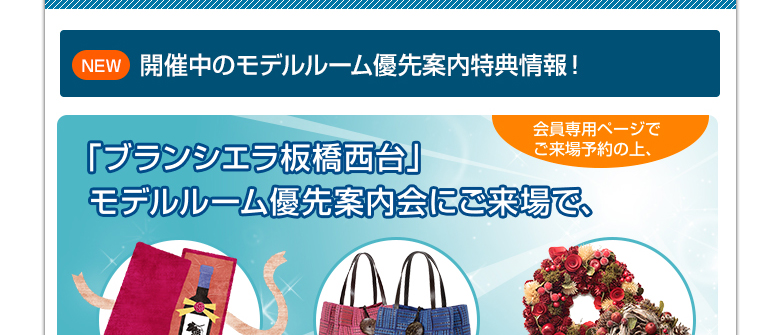 NEW 開催中のモデルルーム優先案内特典情報！
会員専用ページで
ご来場予約の上、
「ブランシエラ板橋西台」
モデルルーム優先案内会にご来場で、